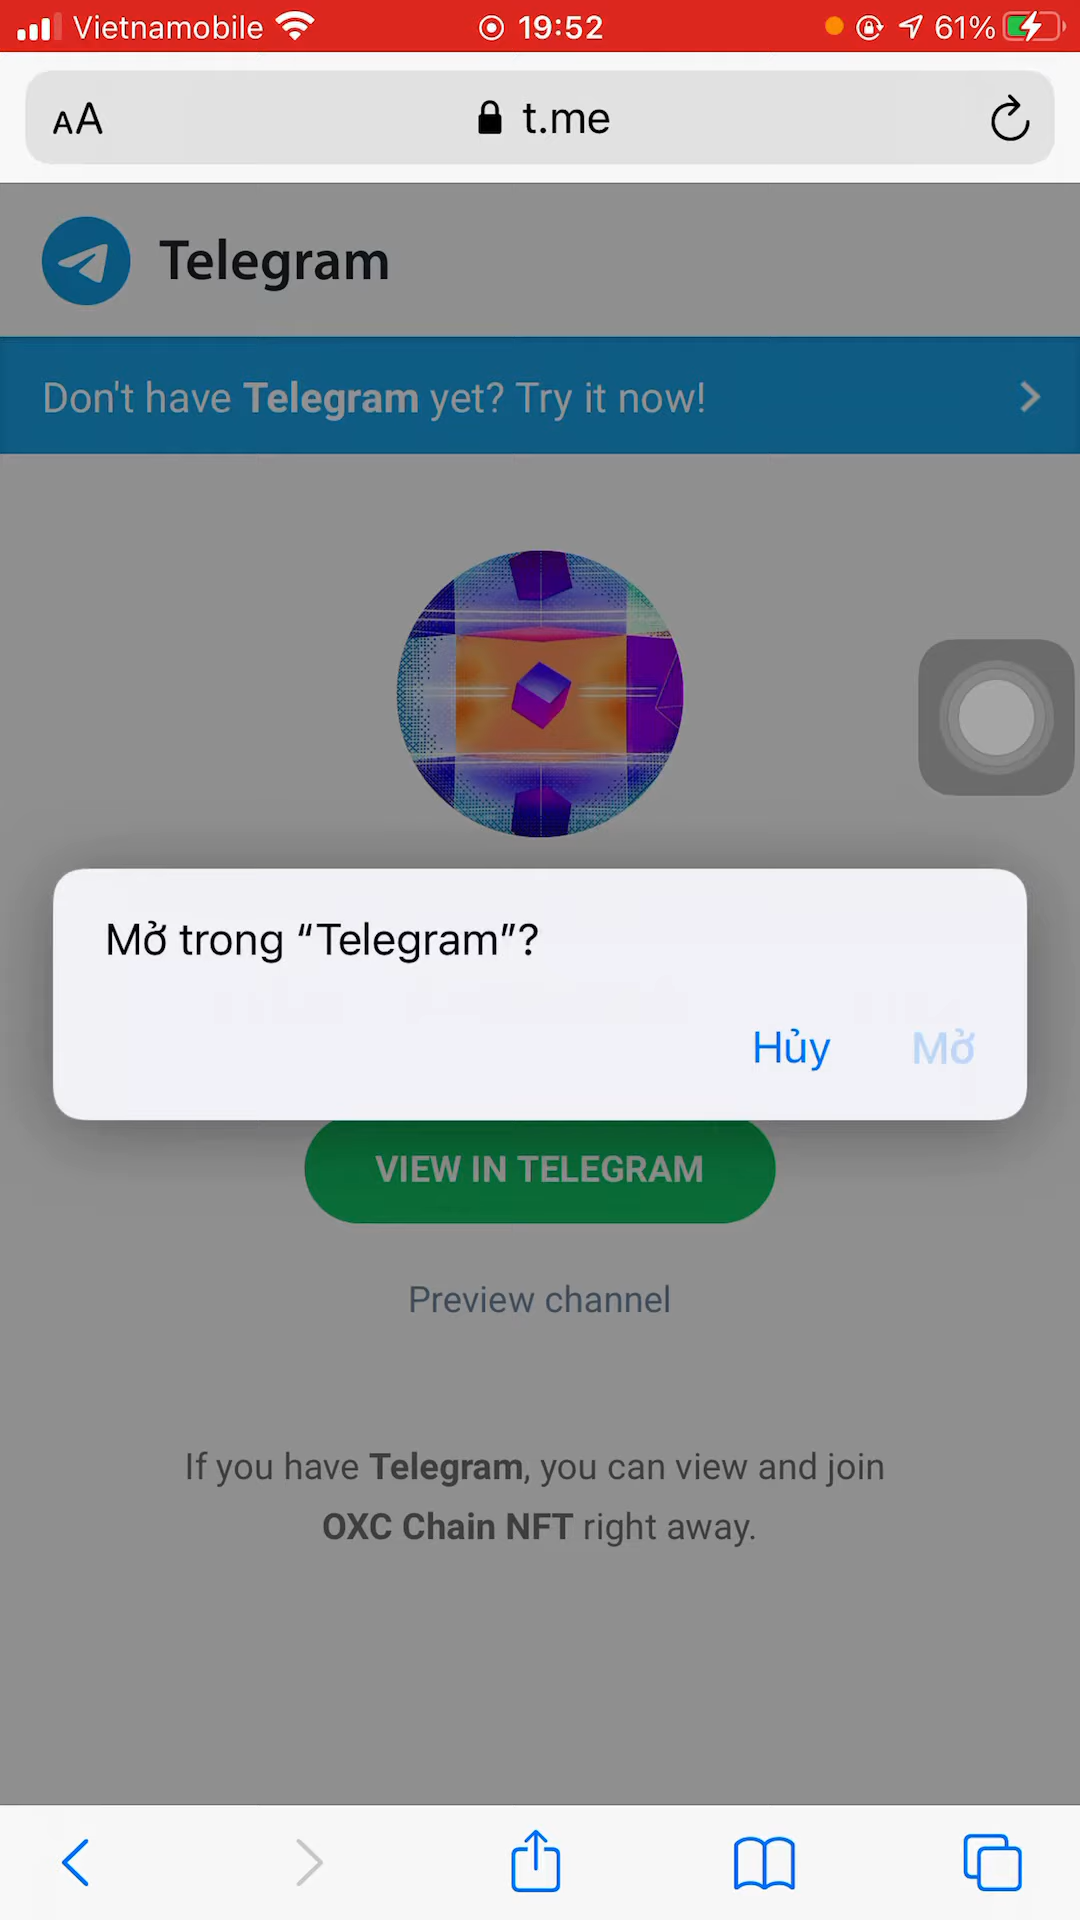 Vietnamobile 19:52 61%
AA t.me
Telegram
Don't have Telegram yet? Try it now!
Mở trong “Telegram”?
Hủy Mở
VIEW IN TELEGRAM
Preview channel
If you have Telegram, you can view and join
OXC Chain NFT right away.